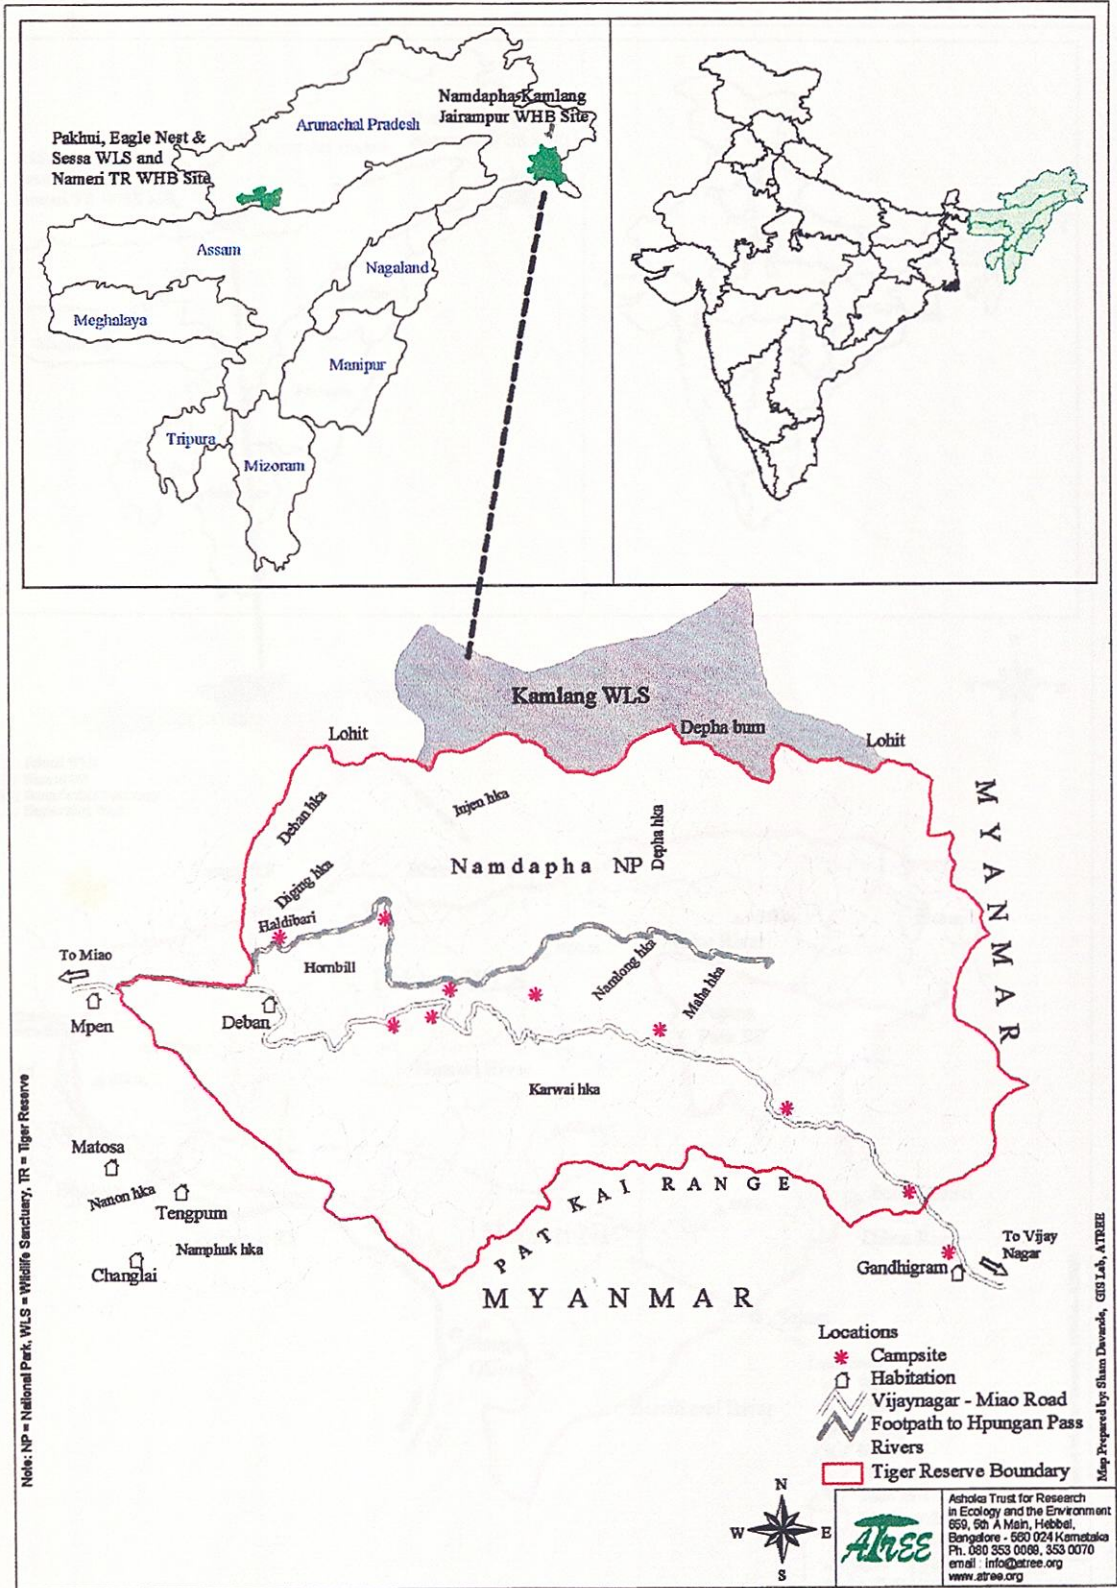 Namdapha-Kamlang
Jairampur WHB Site
Arunachal Pradesh
Pakhui, Eagle Nest &
Sessa WLS and
Nameri TR WHB Site
Assam
Nagaland
Meghalaya
Manipur
Tripura
Mizoram
Kamlang WLS
Depha bum
Lohit
Lohit
MYANMAR
Deban hka
Injen hka
Depha hka
Namdapha NP
Diging hka
Haldibari
Hornbill
Namlong hka
Maha hka
To Miao
Mpen
Deban
Karwai hka
Matosa
Nanon hka
Tengpum
Namphuk hka
Changlai
PAT KAI RANGE
MYANMAR
Gandhigram
To Vijay
Nagar
Locations
Campsite
Habitation
Vijaynagar - Miao Road
Footpath to Hpungan Pass
Rivers
Tiger Reserve Boundary
N
W
E
S
ATREE
Ashoka Trust for Research
in Ecology and the Environment
659, 5th A Main, Hebbal,
Bangalore - 560 024 Karnataka
Ph. 080 353 0069, 353 0070
email : info@atree.org
www.atree.org
Note: NP = National Park, WLS = Wildlife Sanctuary, TR = Tiger Reserve
Map Prepared by: Sham Davande, GIS Lab, ATREE